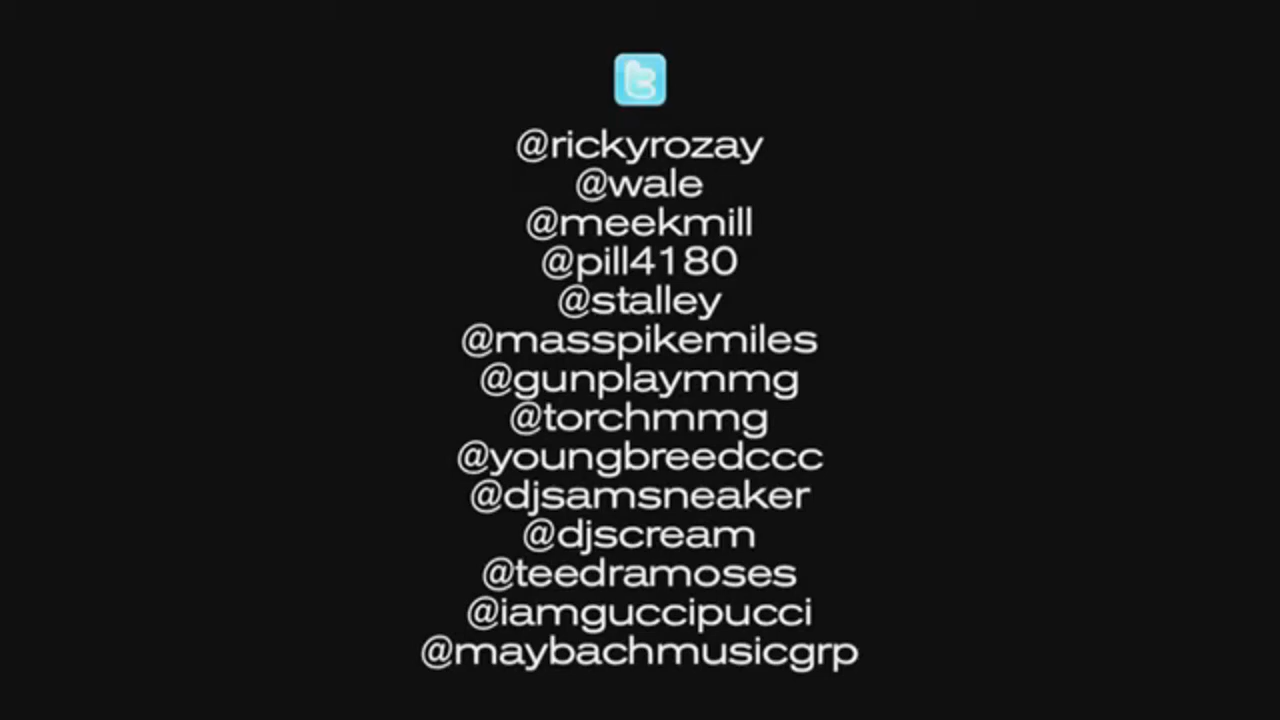 @rickyrozay
@wale
@meekmill
@pill4180
@stalley
@masspikemiles
@gunplaymmg
@torchmmg
@youngbreedccc
@djsamsneaker
@djscream
@teedramoses
@iamguccipucci
@maybachmusicgrp